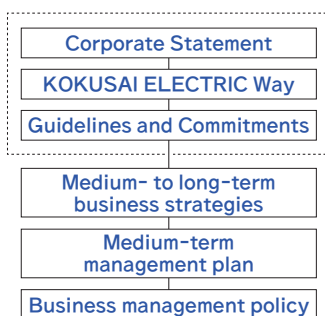 Corporate Statement
KOKUSAI ELECTRIC Way
Guidelines and Commitments
Medium- to long-term
business strategies
Medium-term
management plan
Business management policy